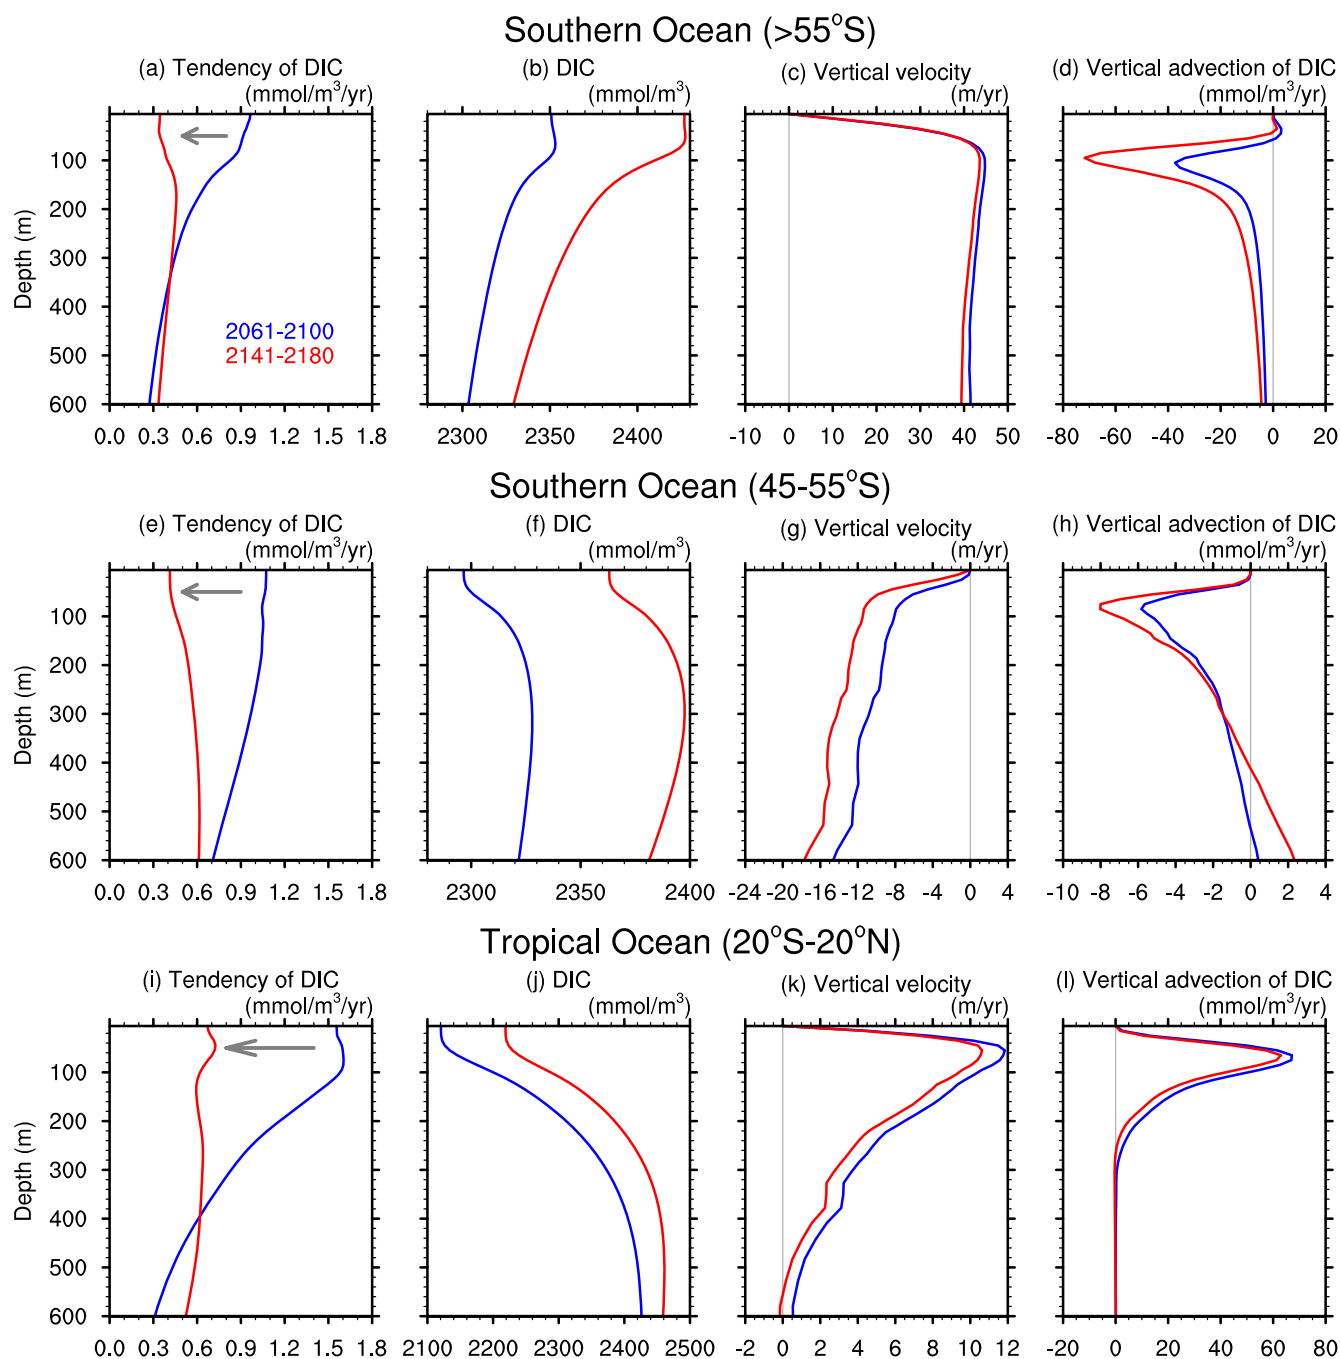 Southern Ocean (>55°S)
(a) Tendency of DIC
(mmol/m³/yr)
(b) DIC
(mmol/m³)
(c) Vertical velocity
(m/yr)
(d) Vertical advection of DIC
(mmol/m³/yr)
Depth (m)
100
200
300
400
500
600
2061-2100
2141-2180
0.0 0.3 0.6 0.9 1.2 1.5 1.8
2300 2350 2400
-10 0 10 20 30 40 50
-80 -60 -40 -20 0 20
Southern Ocean (45-55°S)
(e) Tendency of DIC
(mmol/m³/yr)
(f) DIC
(mmol/m³)
(g) Vertical velocity
(m/yr)
(h) Vertical advection of DIC
(mmol/m³/yr)
Depth (m)
100
200
300
400
500
600
0.0 0.3 0.6 0.9 1.2 1.5 1.8
2300 2350 2400
-24 -20 -16 -12 -8 -4 0 4
-10 -8 -6 -4 -2 0 2 4
Tropical Ocean (20°S-20°N)
(i) Tendency of DIC
(mmol/m³/yr)
(j) DIC
(mmol/m³)
(k) Vertical velocity
(m/yr)
(l) Vertical advection of DIC
(mmol/m³/yr)
Depth (m)
100
200
300
400
500
600
0.0 0.3 0.6 0.9 1.2 1.5 1.8
2100 2200 2300 2400 2500
-2 0 2 4 6 8 10 12
-20 0 20 40 60 80